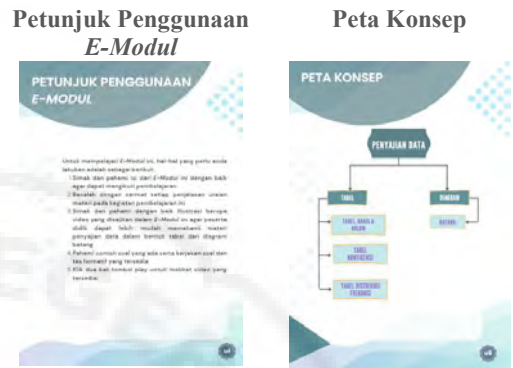 Petunjuk Penggunaan
E-Modul
PETUNJUK PENGGUNAAN
E-MODUL
Untuk mempelajari E-Modul ini, hal-hal yang perlu anda
lakukan adalah sebagai berikut:
1.Simak dan pahami isi dari E-Modul ini dengan baik
agar dapat mengikuti pembelajaran
2.Bacalah dengan cermat setiap penjelasan uraian
materi pada kegiatan pembelajaran ini
3.Simak dan pahami dengan baik ilustrasi berupa
video yang disajikan dalam E-Modul ini agar peserta
didik dapat lebih mudah memahami materi
penyajian data dalam bentuk tabel dan diagram
batang
4.Pahami contoh soal yang ada serta kerjakan soal dan
tes formatif yang tersedia
5.Klik dua kali tombol play untuk melihat video yang
tersedia
Peta Konsep
PETA KONSEP
PENYAJIAN DATA
TABEL
DIAGRAM
TABEL BARIS &
KOLOM
BATANG
TABEL
KONTIGENSI
TABEL DISTRIBUSI
FREKUENSI